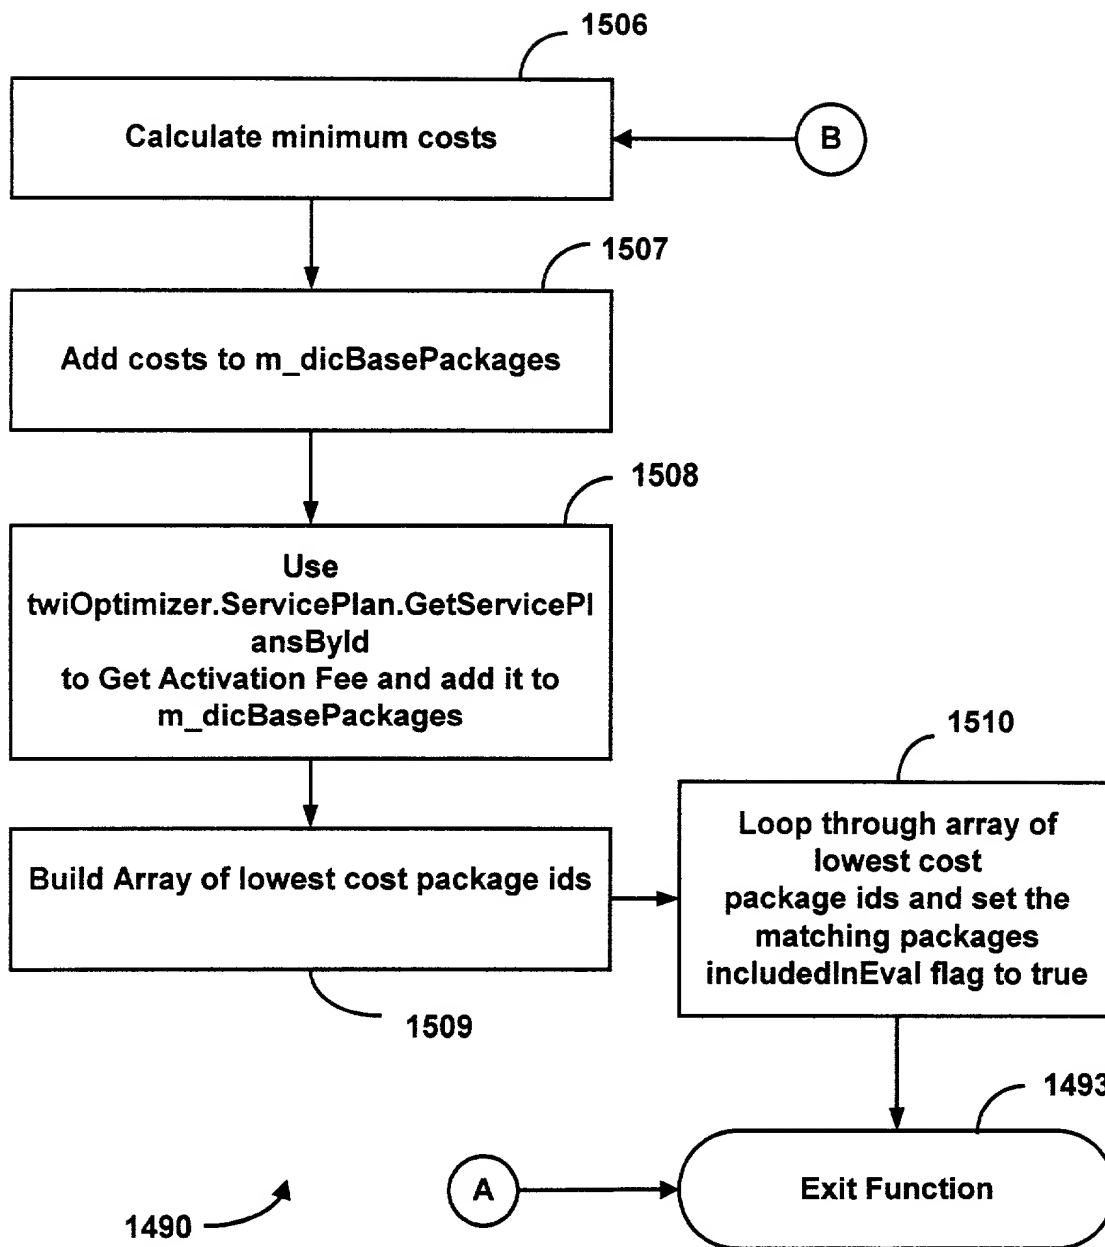 1506
Calculate minimum costs
B
1507
Add costs to m_dicBasePackages
1508
Use
twiOptimizer.ServicePlan.GetServicePl
ansById
to Get Activation Fee and add it to
m_dicBasePackages
1510
Build Array of lowest cost package ids
Loop through array of
lowest cost
package ids and set the
matching packages
includedInEval flag to true
1509
1493
A
Exit Function
1490